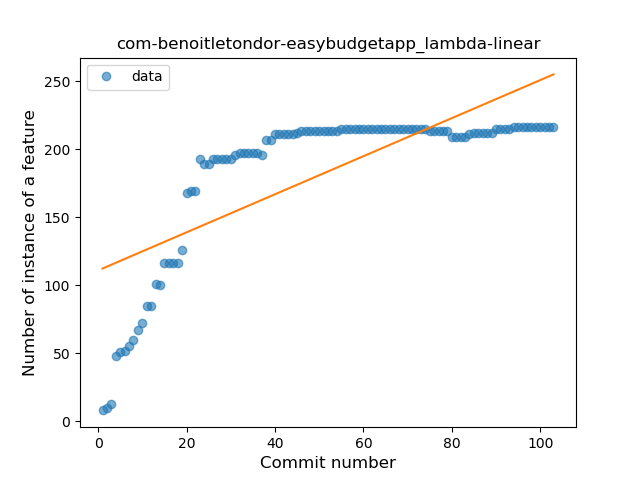 com-benoitletondor-easybudgetapp_lambda-linear
data
Number of instance of a feature
250
200
150
100
50
0
0 20 40 60 80 100
Commit number